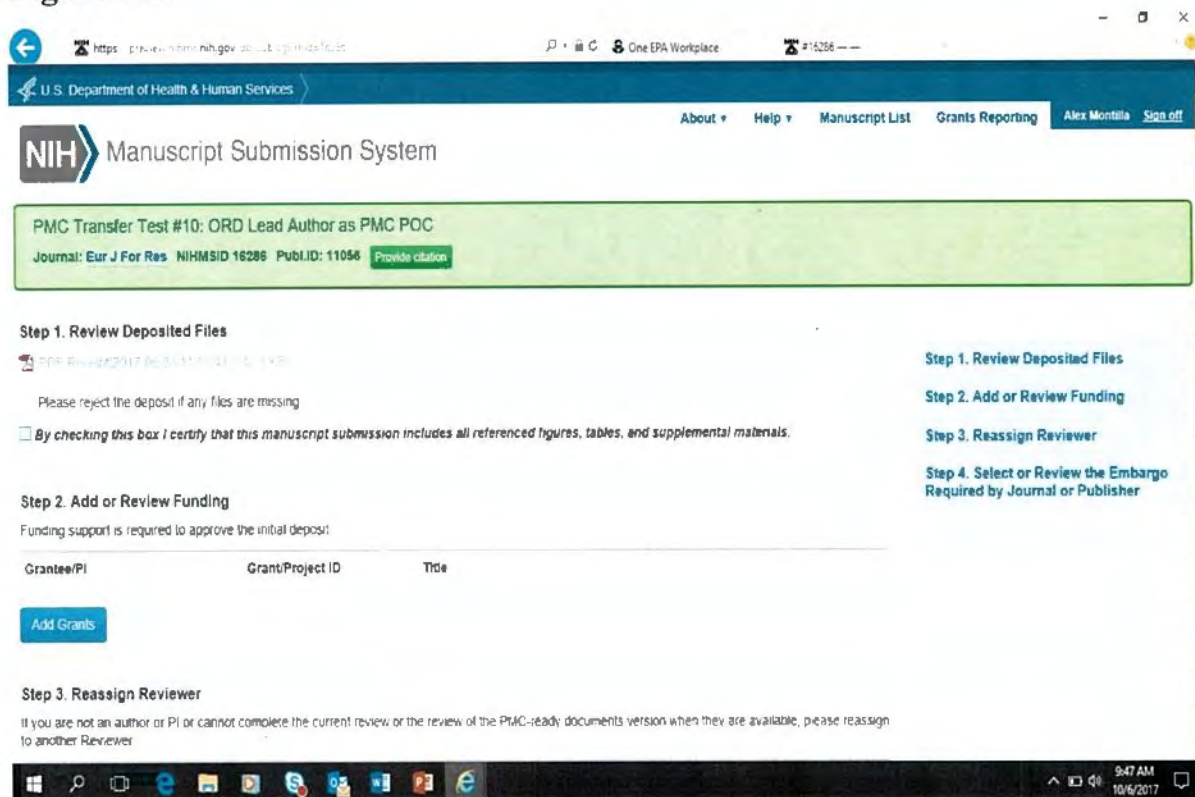 https nih.gov
One EPA Workplace
#16286
U.S. Department of Health & Human Services
About Help Manuscript List Grants Reporting Alex Montilla Sign off
NIH Manuscript Submission System
PMC Transfer Test #10: ORD Lead Author as PMC POC
Journal: Eur J For Res NIHMSID 16286 Publ.ID: 11056 Provide citation
Step 1. Review Deposited Files
Please reject the deposit if any files are missing
By checking this box I certify that this manuscript submission includes all referenced figures, tables, and supplemental materials.
Step 2. Add or Review Funding
Funding support is required to approve the initial deposit
Grantee/PI Grant/Project ID Title
Add Grants
Step 3. Reassign Reviewer
If you are not an author or PI or cannot complete the current review or the review of the PMC-ready documents version when they are available, please reassign
to another Reviewer
Step 1. Review Deposited Files
Step 2. Add or Review Funding
Step 3. Reassign Reviewer
Step 4. Select or Review the Embargo
Required by Journal or Publisher
9:47 AM
10/6/2017